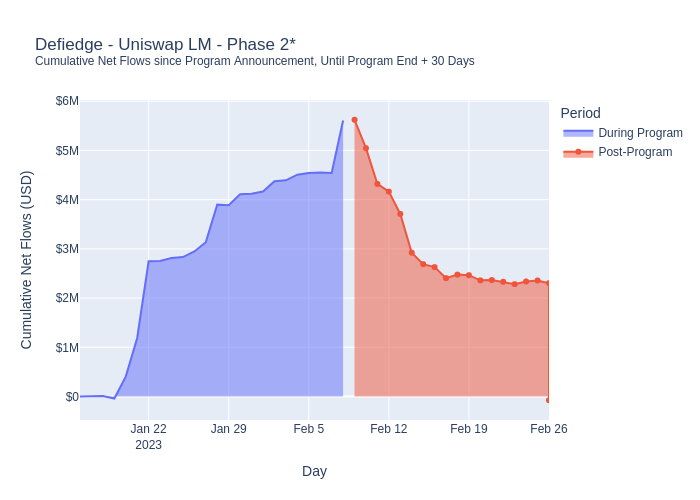 Defiedge - Uniswap LM - Phase 2*
Cumulative Net Flows since Program Announcement, Until Program End + 30 Days
Cumulative Net Flows (USD)
$6M
$5M
$4M
$3M
$2M
$1M
$0
Jan 22
2023
Jan 29
Feb 5
Feb 12
Feb 19
Feb 26
Day
Period
During Program
Post-Program